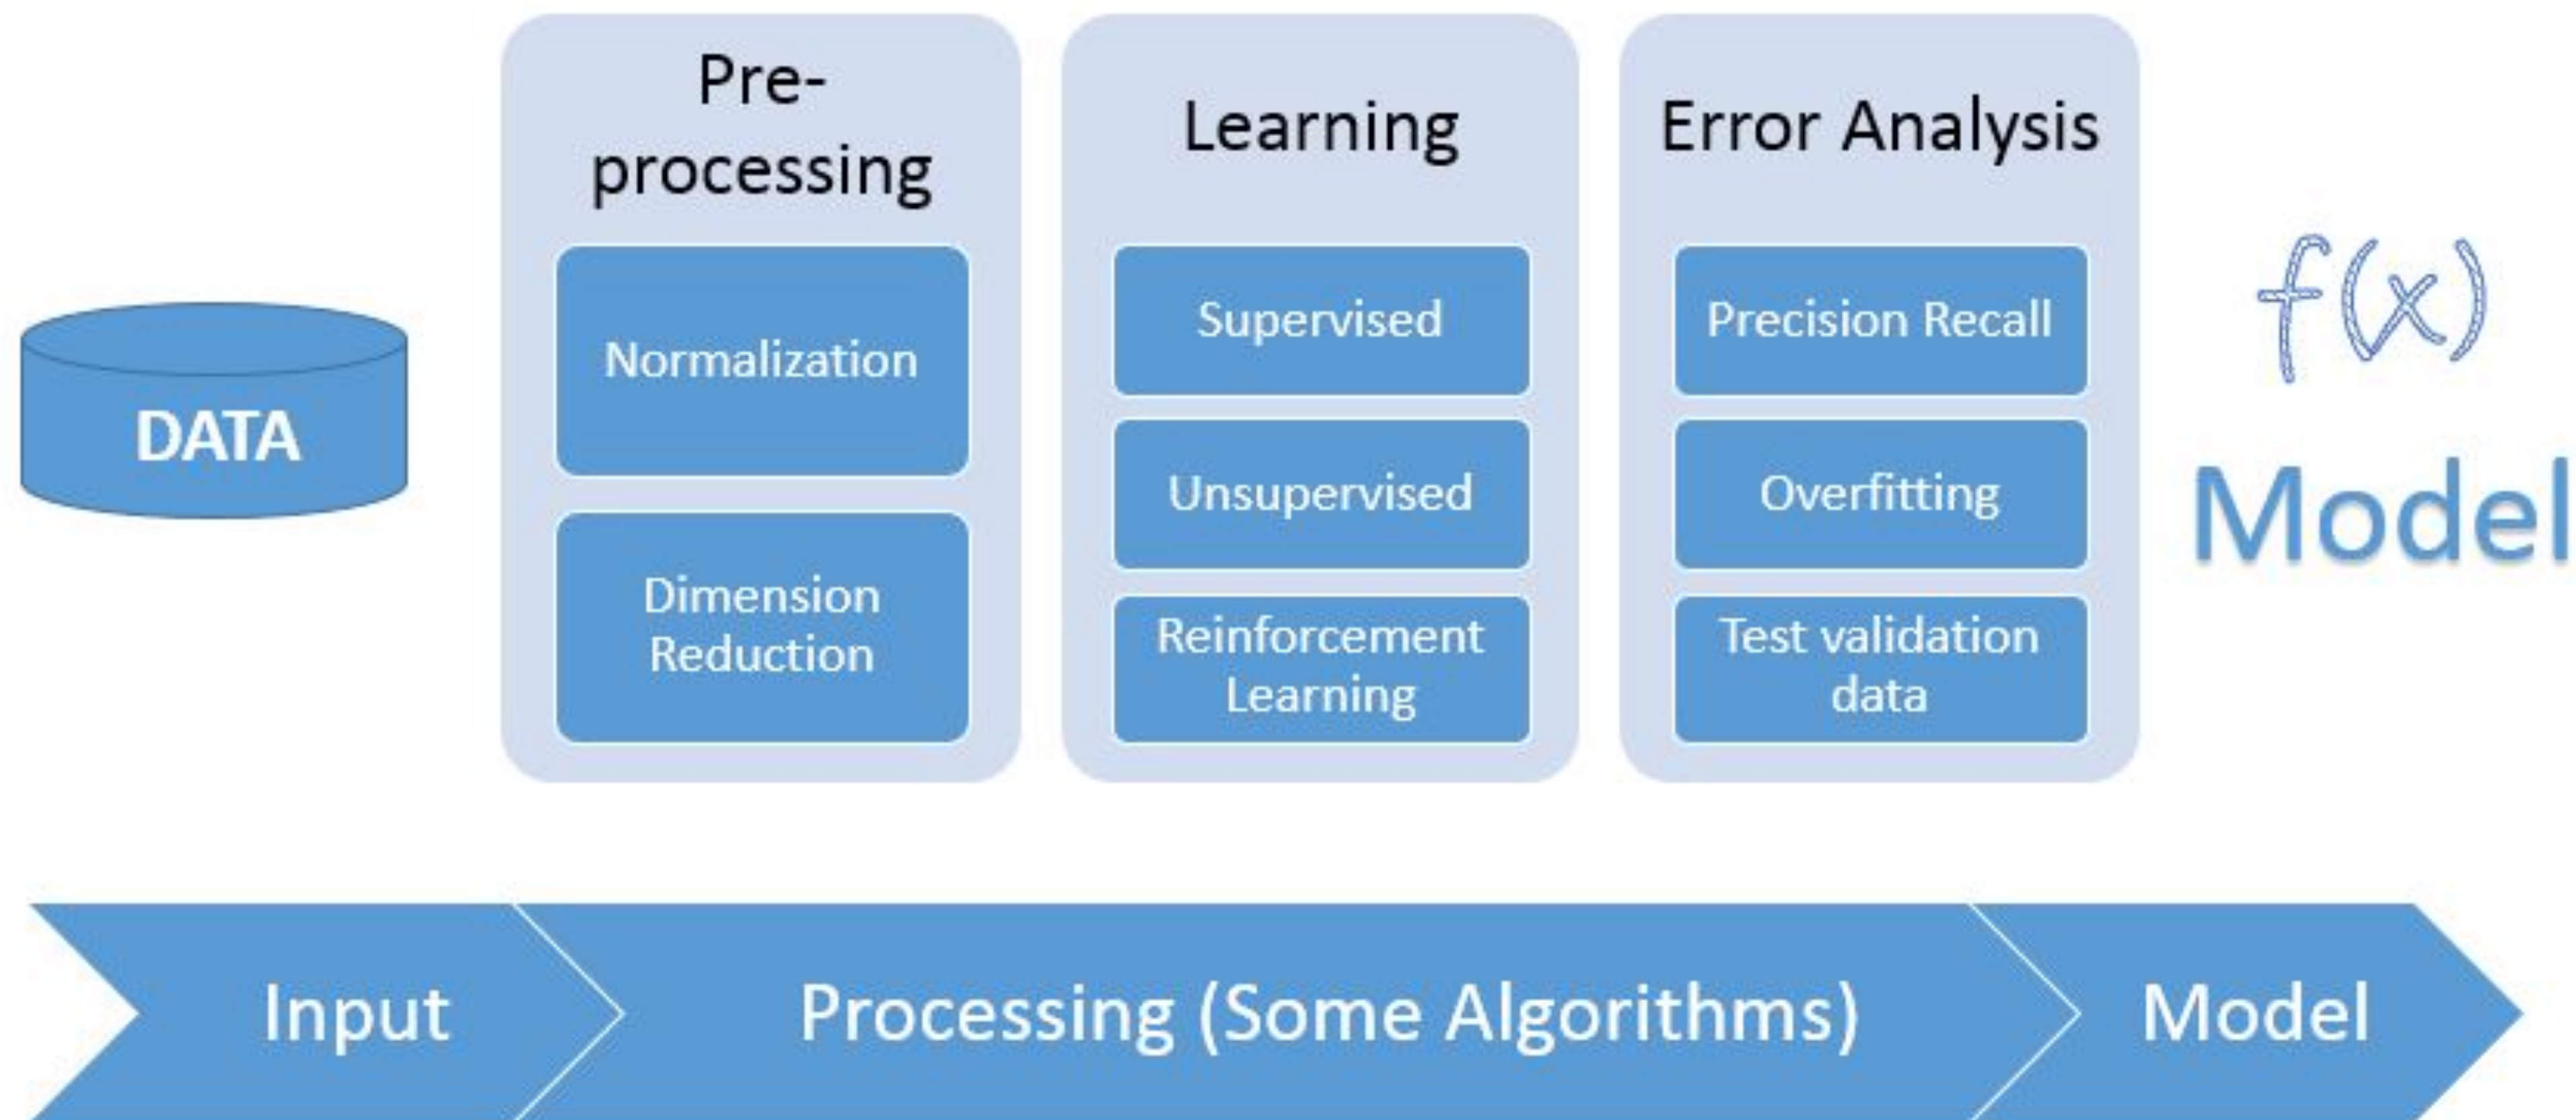 DATA
Pre-
processing
Normalization
Dimension
Reduction
Learning
Supervised
Unsupervised
Reinforcement
Learning
Error Analysis
Precision Recall
Overfitting
Test validation
data
f(x)
Model
Input
Processing (Some Algorithms)
Model